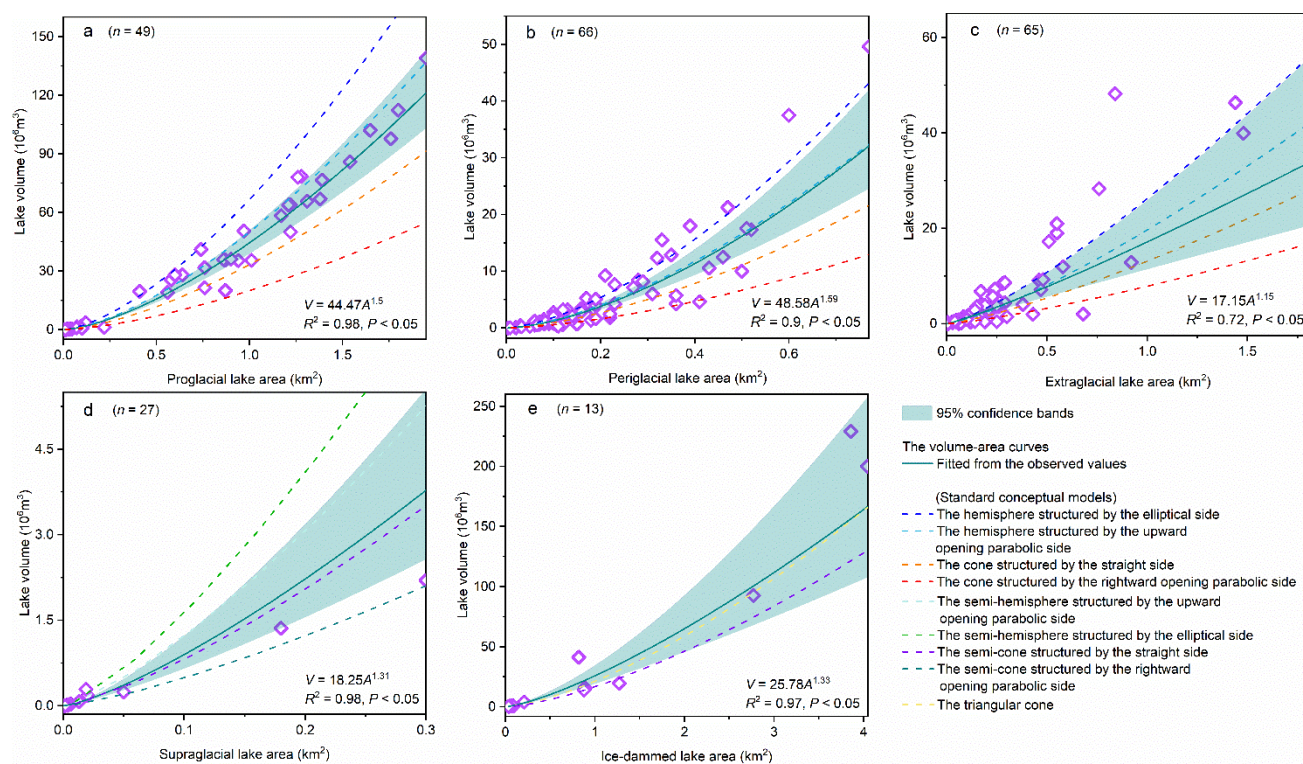 a (n = 49)
150
120
90
60
30
0
Lake volume (10⁶m³)
0.0 0.5 1.0 1.5
Proglacial lake area (km²)
V = 44.47A¹·⁵
R² = 0.98, P < 0.05
b (n = 66)
50
40
30
20
10
0
Lake volume (10⁶m³)
0.0 0.2 0.4 0.6
Periglacial lake area (km²)
V = 48.58A¹·⁵⁹
R² = 0.9, P < 0.05
c (n = 65)
60
40
20
0
Lake volume (10⁶m³)
0.0 0.5 1.0 1.5
Extraglacial lake area (km²)
V = 17.15A¹·¹⁵
R² = 0.72, P < 0.05
d (n = 27)
4.5
3.0
1.5
0.0
Lake volume (10⁶m³)
0.0 0.1 0.2 0.3
Supraglacial lake area (km²)
V = 18.25A¹·³¹
R² = 0.98, P < 0.05
e (n = 13)
250
200
150
100
50
0
Lake volume (10⁶m³)
0 1 2 3 4
Ice-dammed lake area (km²)
V = 25.78A¹·³³
R² = 0.97, P < 0.05
95% confidence bands
The volume-area curves
Fitted from the observed values
(Standard conceptual models)
The hemisphere structured by the elliptical side
The hemisphere structured by the upward
opening parabolic side
The cone structured by the straight side
The cone structured by the rightward opening parabolic side
The semi-hemisphere structured by the upward
opening parabolic side
The semi-hemisphere structured by the elliptical side
The semi-cone structured by the straight side
The semi-cone structured by the rightward
opening parabolic side
The triangular cone